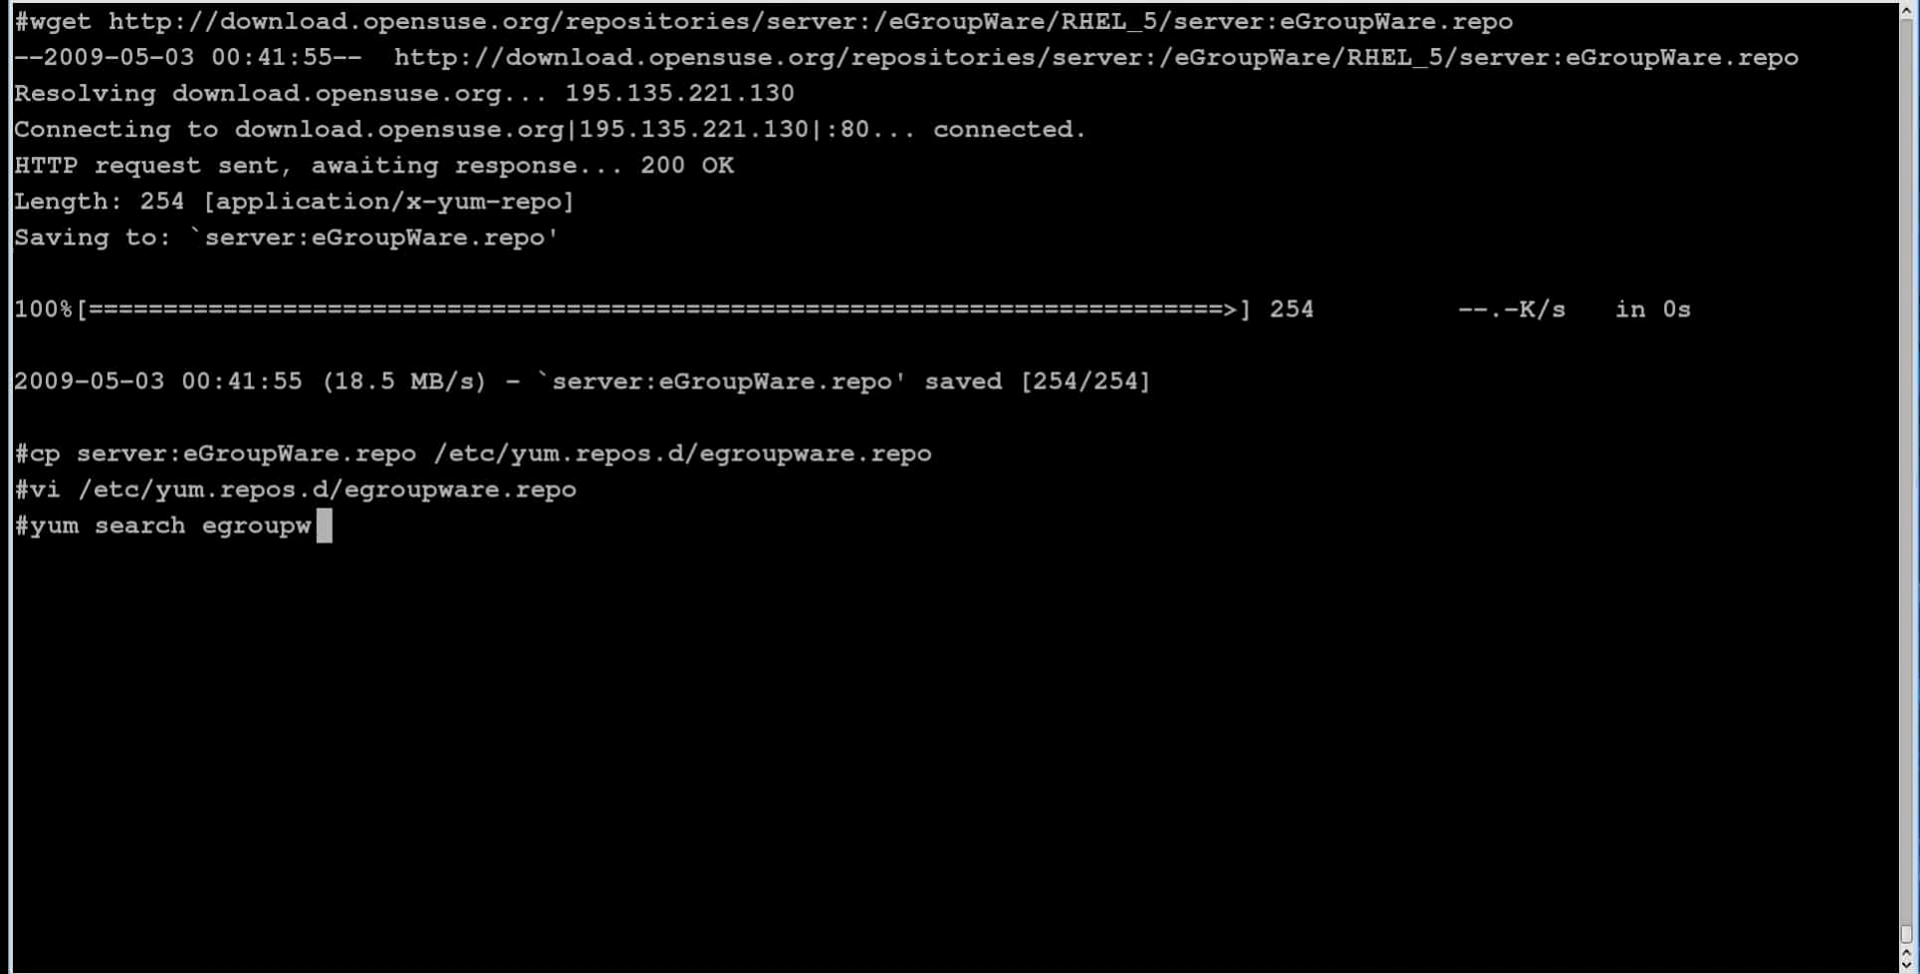 #wget http://download.opensuse.org/repositories/server:/eGroupWare/RHEL_5/server:eGroupWare.repo
--2009-05-03 00:41:55--  http://download.opensuse.org/repositories/server:/eGroupWare/RHEL_5/server:eGroupWare.repo
Resolving download.opensuse.org... 195.135.221.130
Connecting to download.opensuse.org|195.135.221.130|:80... connected.
HTTP request sent, awaiting response... 200 OK
Length: 254 [application/x-yum-repo]
Saving to: `server:eGroupWare.repo'
100%[=========================================================================>] 254         --.-K/s   in 0s
2009-05-03 00:41:55 (18.5 MB/s) - `server:eGroupWare.repo' saved [254/254]
#cp server:eGroupWare.repo /etc/yum.repos.d/egroupware.repo
#vi /etc/yum.repos.d/egroupware.repo
#yum search egroupw